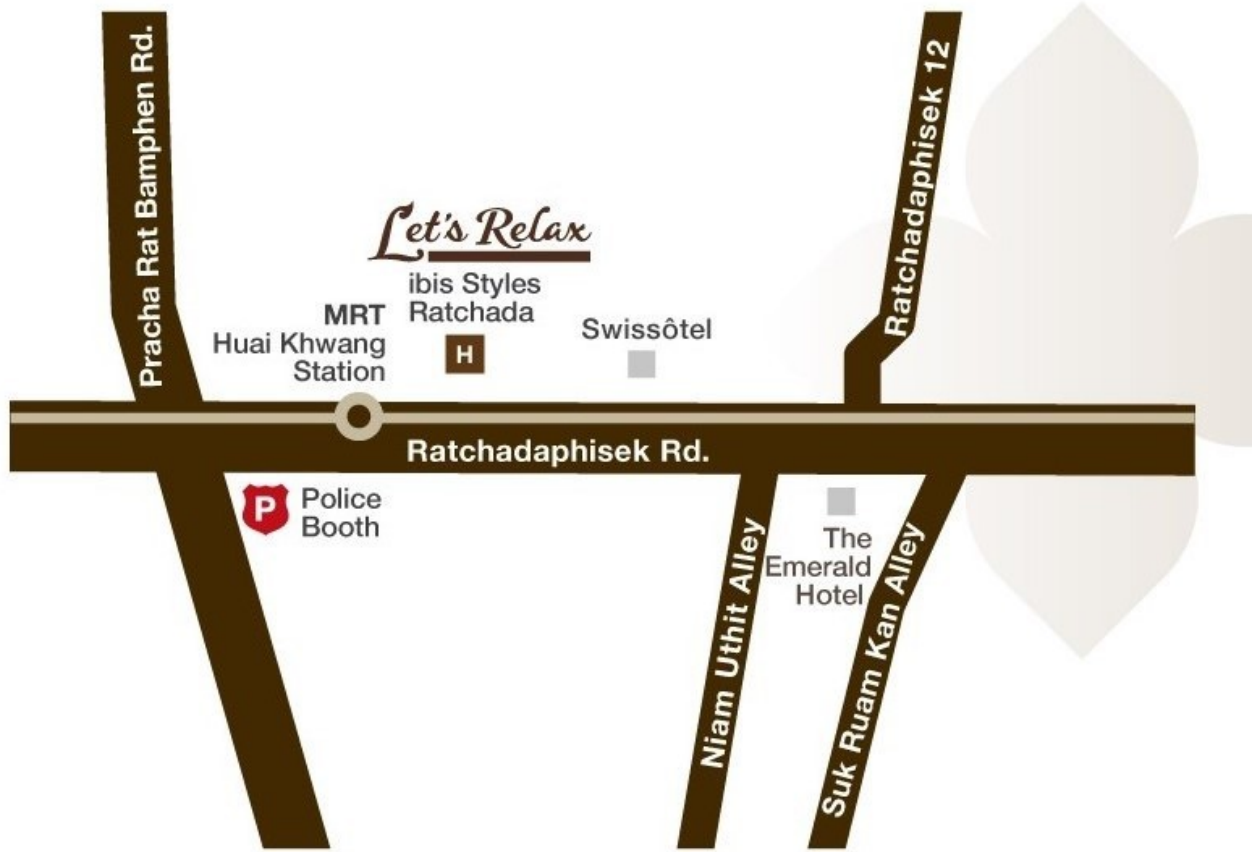 Pracha Rat Bamphen Rd.
Ratchadaphisek 12
Let's Relax
ibis Styles
Ratchada
H
MRT
Huai Khwang
Station
Swissôtel
Ratchadaphisek Rd.
P
Police
Booth
Niam Uthit Alley
The
Emerald
Hotel
Suk Ruam Kan Alley